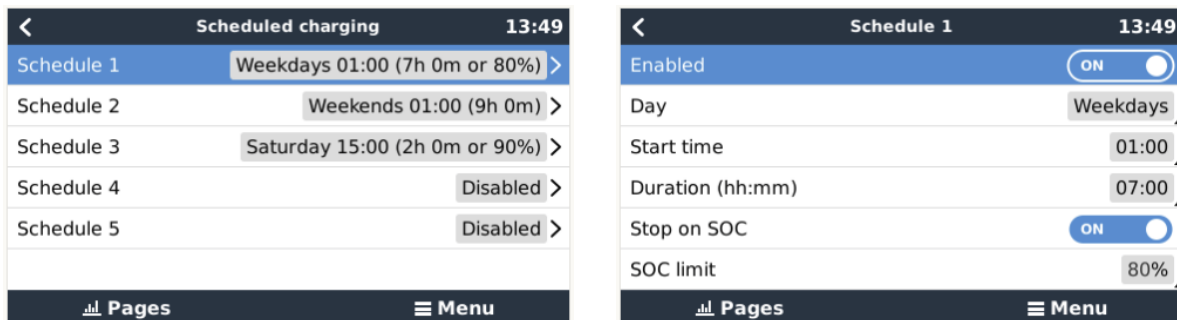 Scheduled charging 13:49
Schedule 1 Weekdays 01:00 (7h 0m or 80%)
Schedule 2 Weekends 01:00 (9h 0m)
Schedule 3 Saturday 15:00 (2h 0m or 90%)
Schedule 4 Disabled
Schedule 5 Disabled
Pages Menu
Schedule 1 13:49
Enabled ON
Day Weekdays
Start time 01:00
Duration (hh:mm) 07:00
Stop on SOC ON
SOC limit 80%
Pages Menu